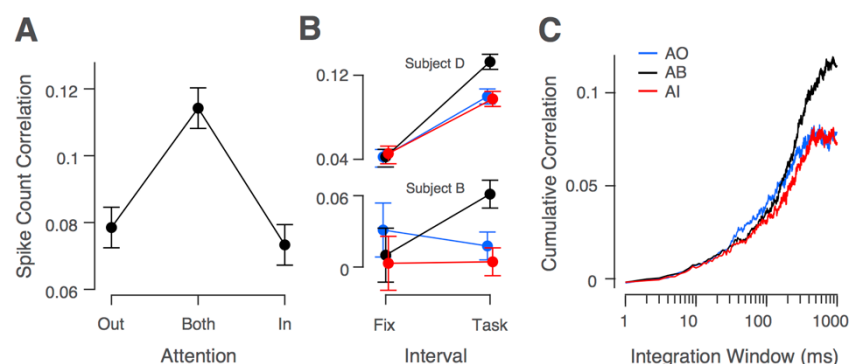 A
Spike Count Correlation
0.12
0.1
0.08
0.06
Out Both In
Attention
B
Subject D
0.12
0.04
Subject B
0.06
0
Fix Task
Interval
C
AO
AB
AI
Cumulative Correlation
0.1
0.05
0
1 10 100 1000
Integration Window (ms)